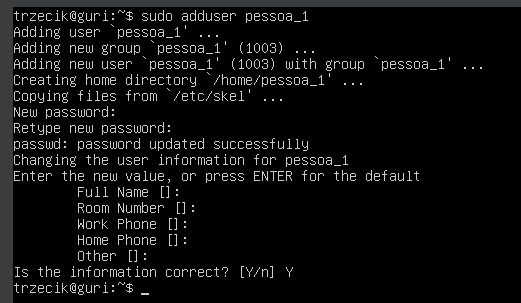 trzecik@guri:~$ sudo adduser pessoa_1
Adding user `pessoa_1' ...
Adding new group `pessoa_1' (1003) ...
Adding new user `pessoa_1' (1003) with group `pessoa_1' ...
Creating home directory `/home/pessoa_1' ...
Copying files from `/etc/skel' ...
New password:
Retype new password:
passwd: password updated successfully
Changing the user information for pessoa_1
Enter the new value, or press ENTER for the default
        Full Name []:
        Room Number []:
        Work Phone []:
        Home Phone []:
        Other []:
Is the information correct? [Y/n] Y
trzecik@guri:~$ _